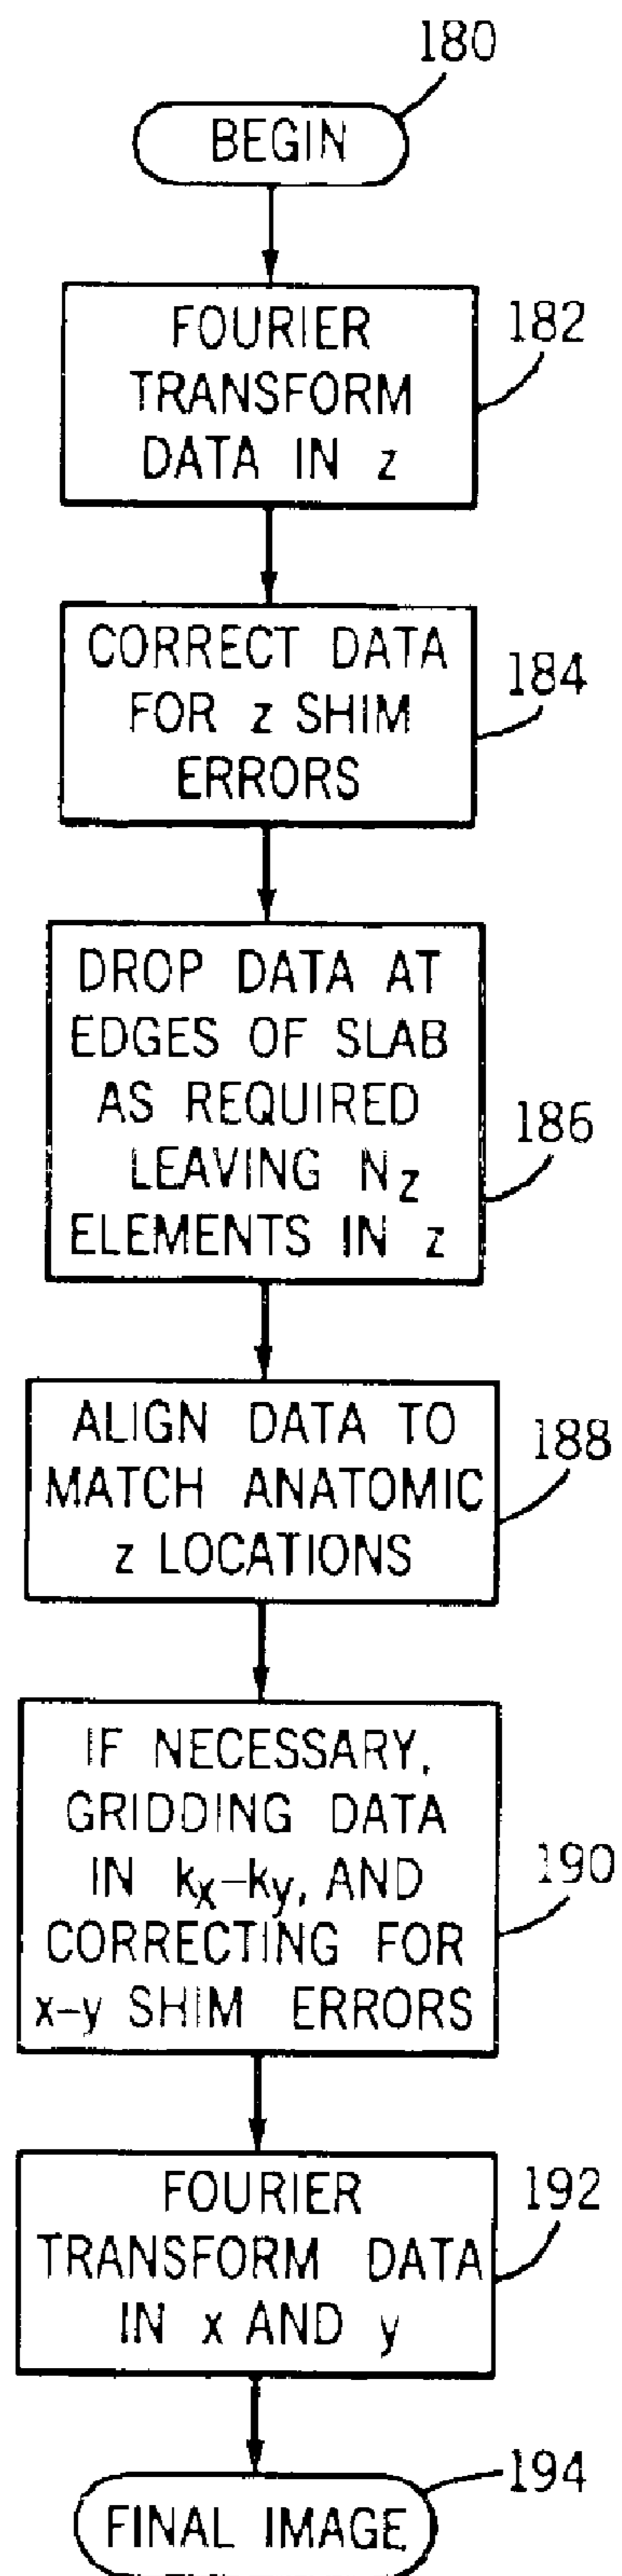 180
BEGIN
182
FOURIER
TRANSFORM
DATA IN z
184
CORRECT DATA
FOR z SHIM
ERRORS
186
DROP DATA AT
EDGES OF SLAB
AS REQUIRED
LEAVING Nz
ELEMENTS IN z
188
ALIGN DATA TO
MATCH ANATOMIC
z LOCATIONS
190
IF NECESSARY,
GRIDDING DATA
IN kx-ky, AND
CORRECTING FOR
x-y SHIM ERRORS
192
FOURIER
TRANSFORM DATA
IN x AND y
194
FINAL IMAGE